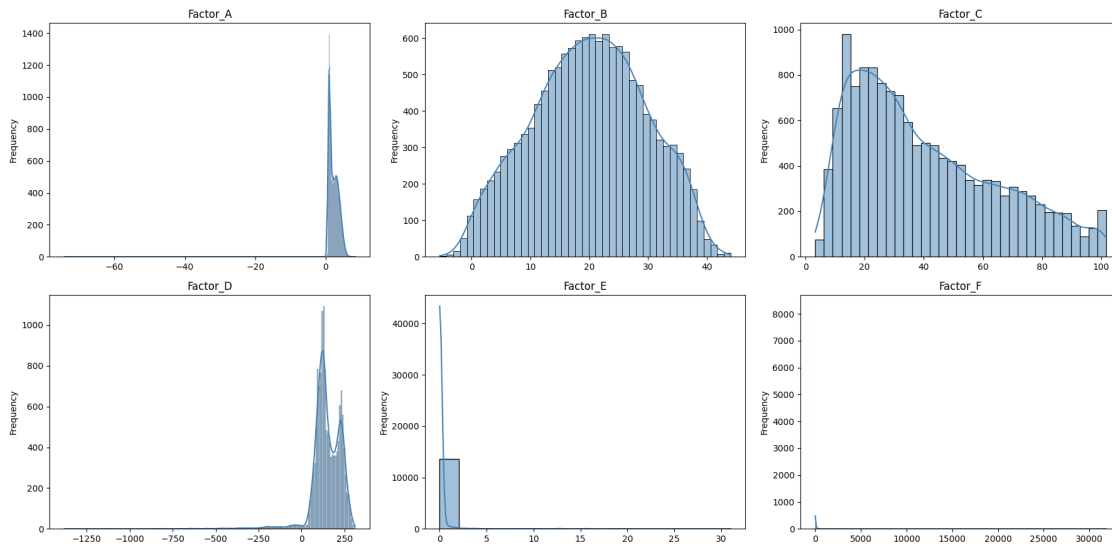 Factor_A
Frequency
1400
1200
1000
800
600
400
200
0
−60 −40 −20 0
Factor_B
Frequency
600
500
400
300
200
100
0
0 10 20 30 40
Factor_C
Frequency
1000
800
600
400
200
0
0 20 40 60 80 100
Factor_D
Frequency
1000
800
600
400
200
0
−1250 −1000 −750 −500 −250 0 250
Factor_E
Frequency
40000
30000
20000
10000
0
0 5 10 15 20 25 30
Factor_F
Frequency
8000
7000
6000
5000
4000
3000
2000
1000
0
0 5000 10000 15000 20000 25000 30000